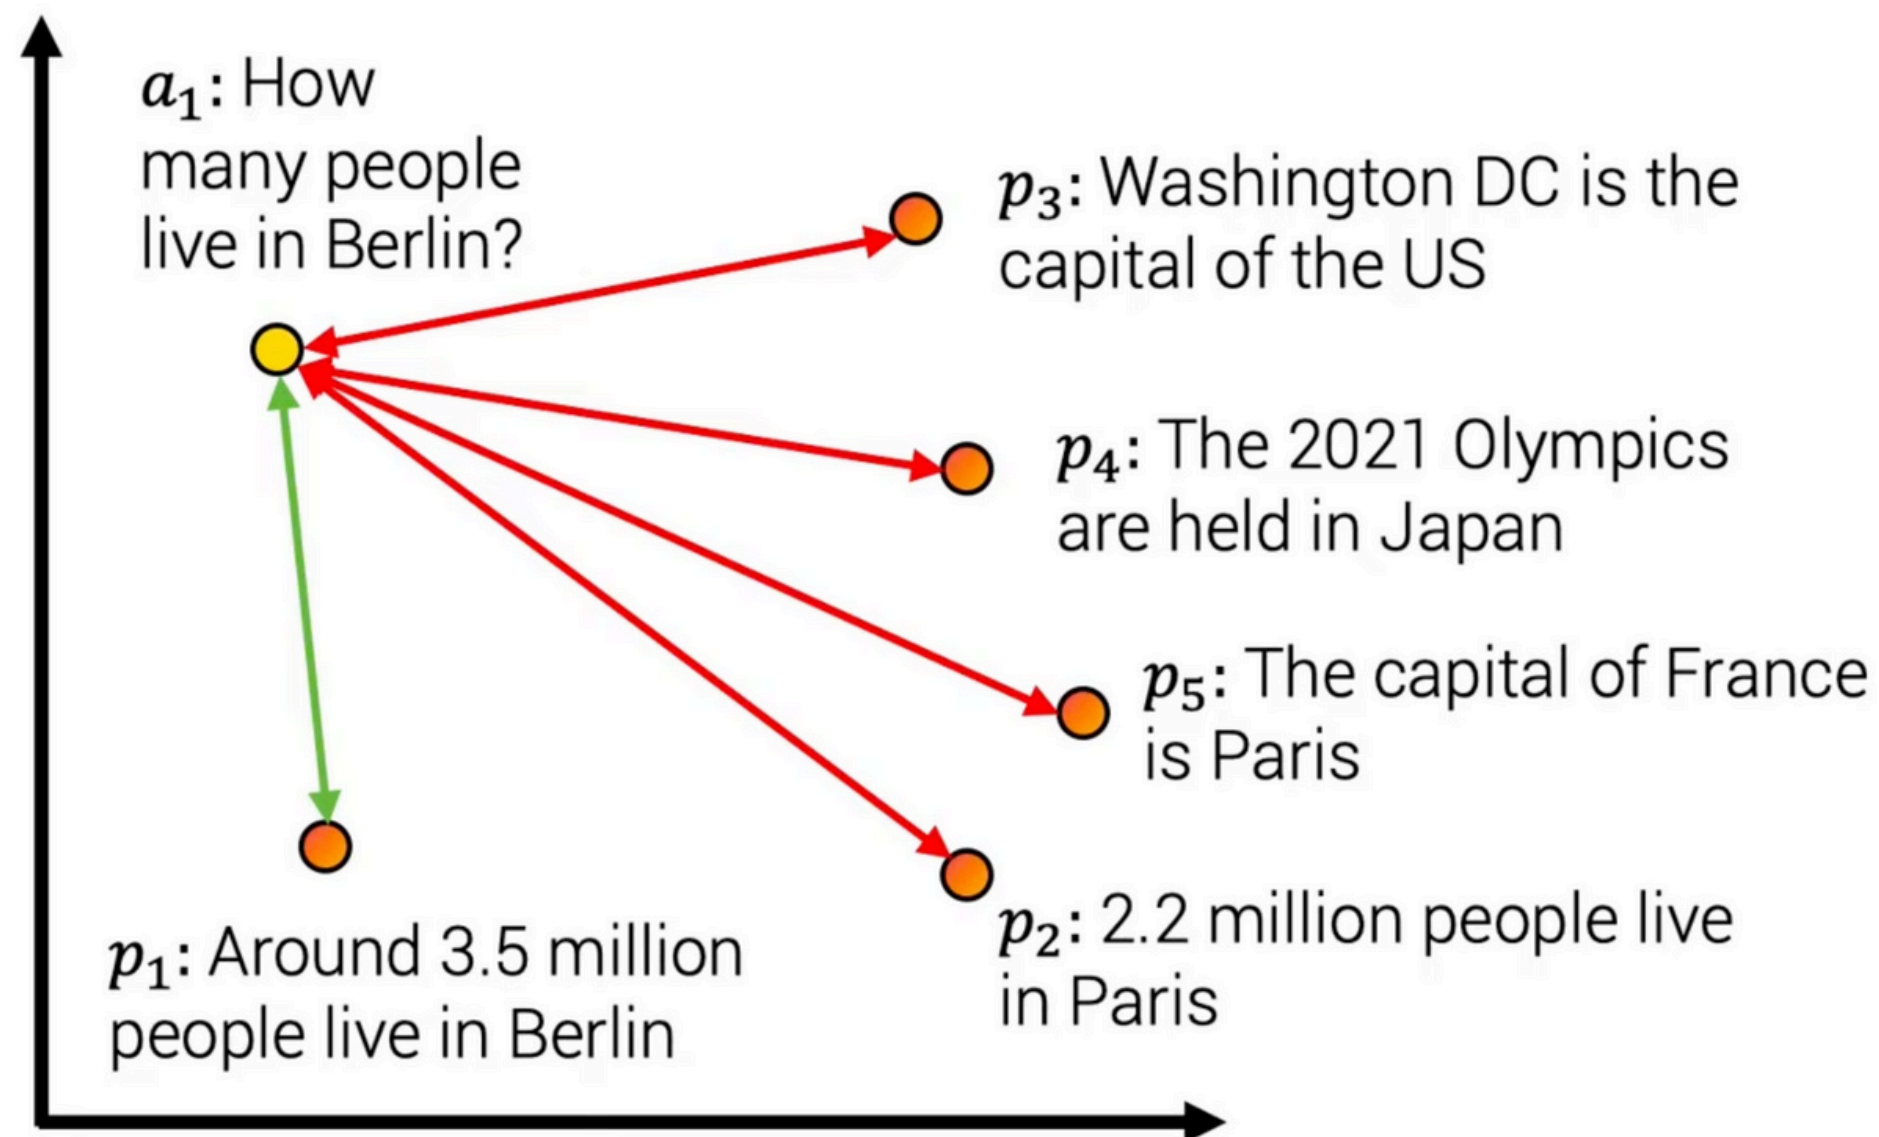 a₁: How
many people
live in Berlin?
p₃: Washington DC is the
capital of the US
p₄: The 2021 Olympics
are held in Japan
p₅: The capital of France
is Paris
p₂: 2.2 million people live
in Paris
p₁: Around 3.5 million
people live in Berlin